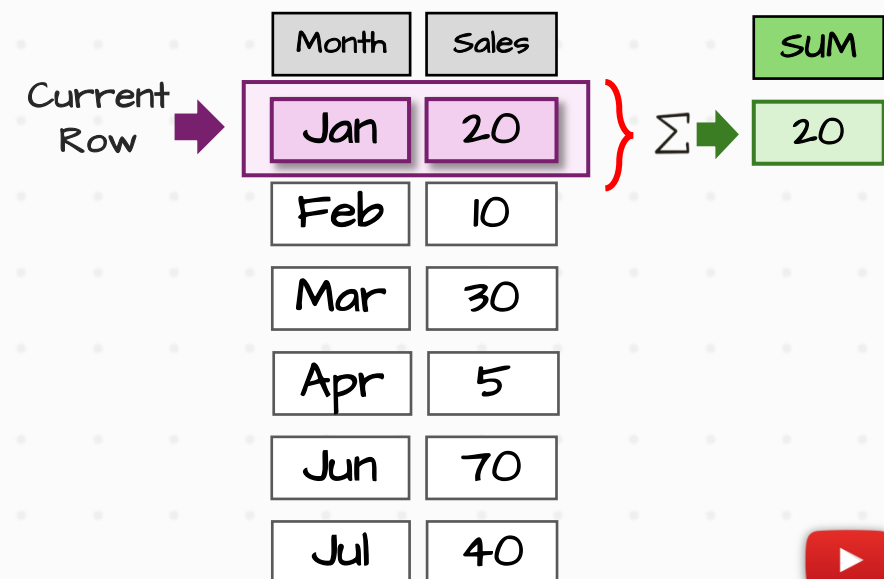 Month Sales SUM
Current Row
Jan 20 Σ 20
Feb 10
Mar 30
Apr 5
Jun 70
Jul 40